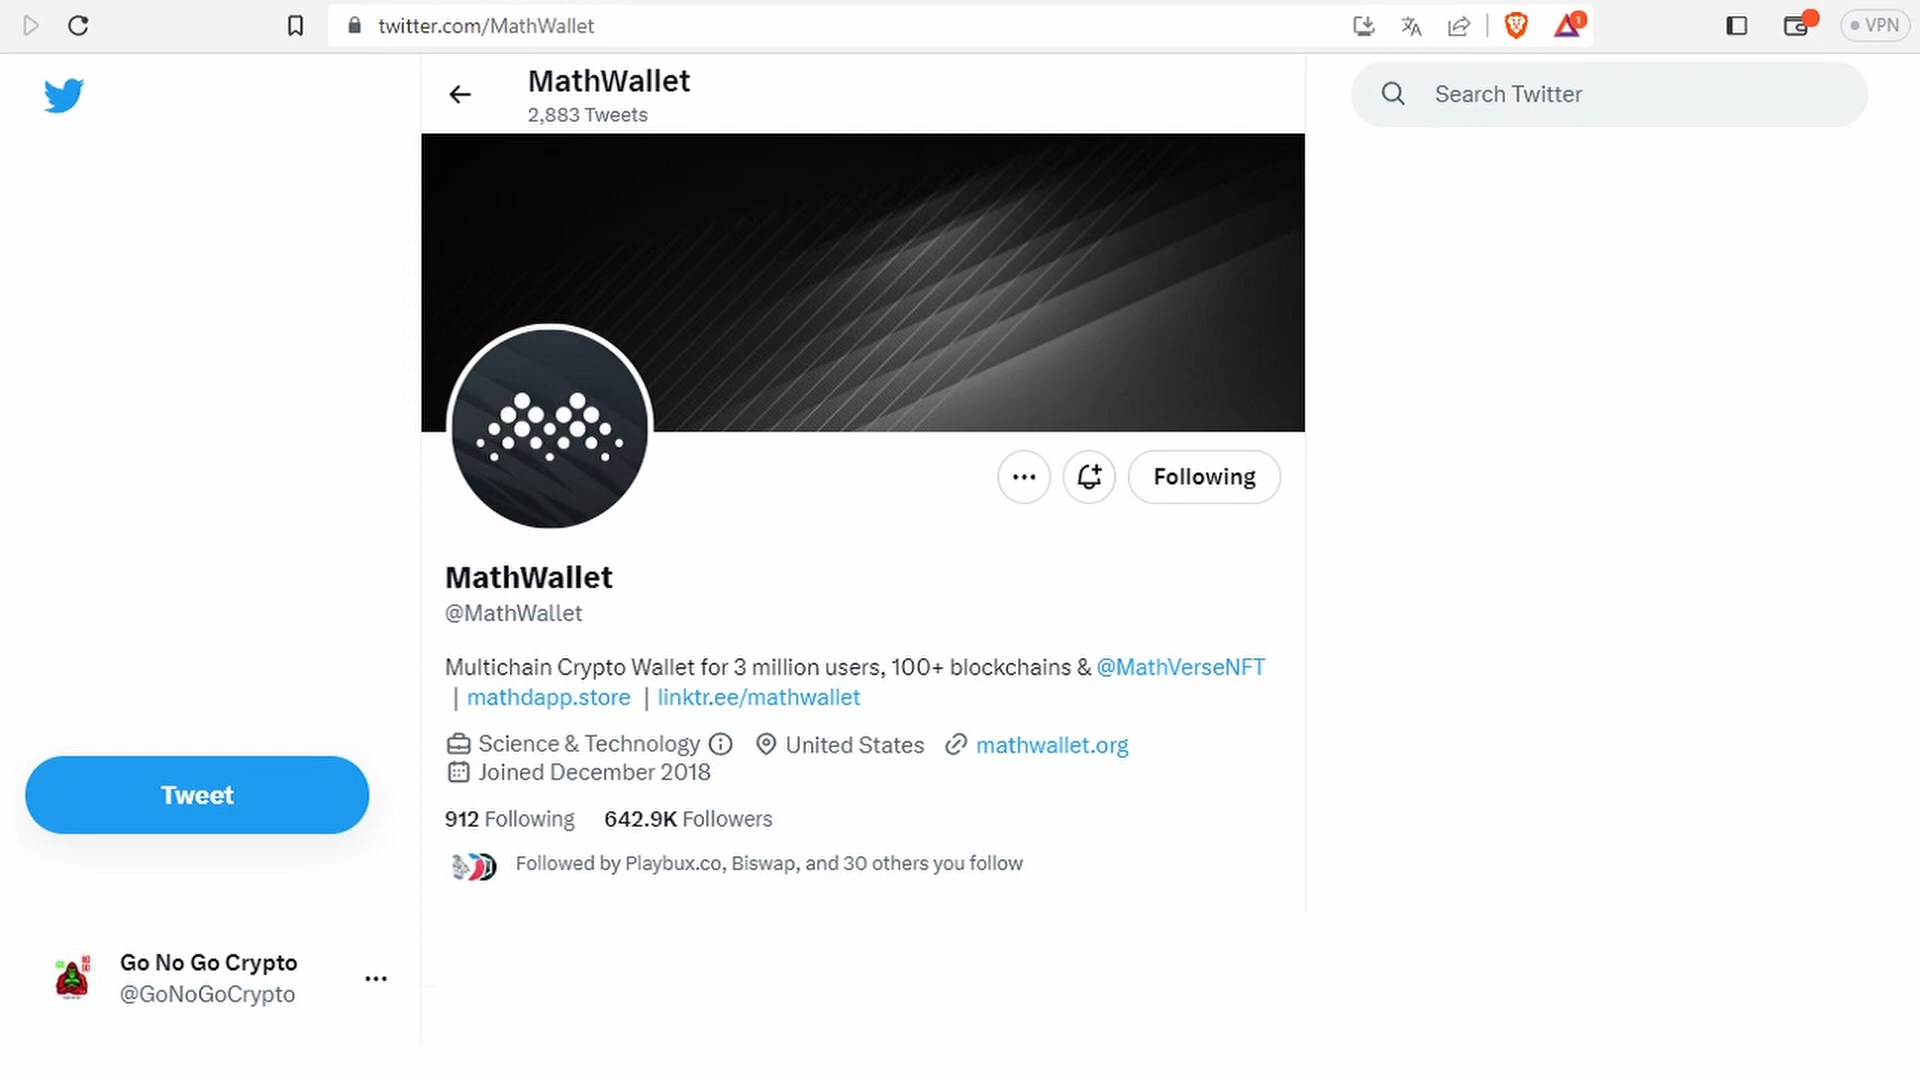 twitter.com/MathWallet
1
VPN
MathWallet
2,883 Tweets
Search Twitter
Following
MathWallet
@MathWallet
Multichain Crypto Wallet for 3 million users, 100+ blockchains & @MathVerseNFT
| mathdapp.store | linktr.ee/mathwallet
Science & Technology United States mathwallet.org
Joined December 2018
912 Following 642.9K Followers
Followed by Playbux.co, Biswap, and 30 others you follow
Tweet
Go No Go Crypto
@GoNoGoCrypto